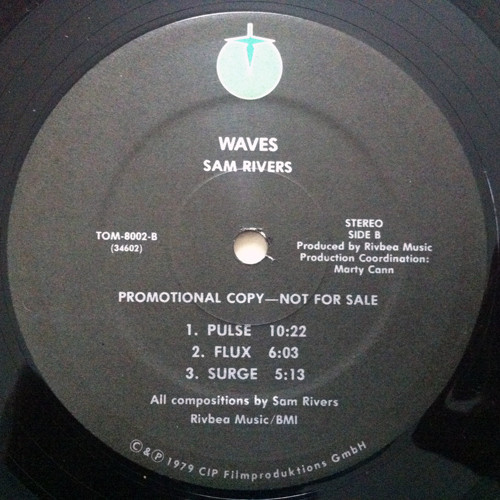 WAVES
SAM RIVERS
TOM-8002-B
(34602)
STEREO
SIDE B
Produced by Rivbea Music
Production Coordination:
Marty Cann
PROMOTIONAL COPY—NOT FOR SALE
1. PULSE 10:22
2. FLUX 6:03
3. SURGE 5:13
All compositions by Sam Rivers
Rivbea Music/BMI
©&℗ 1979 CIP Filmproduktions GmbH